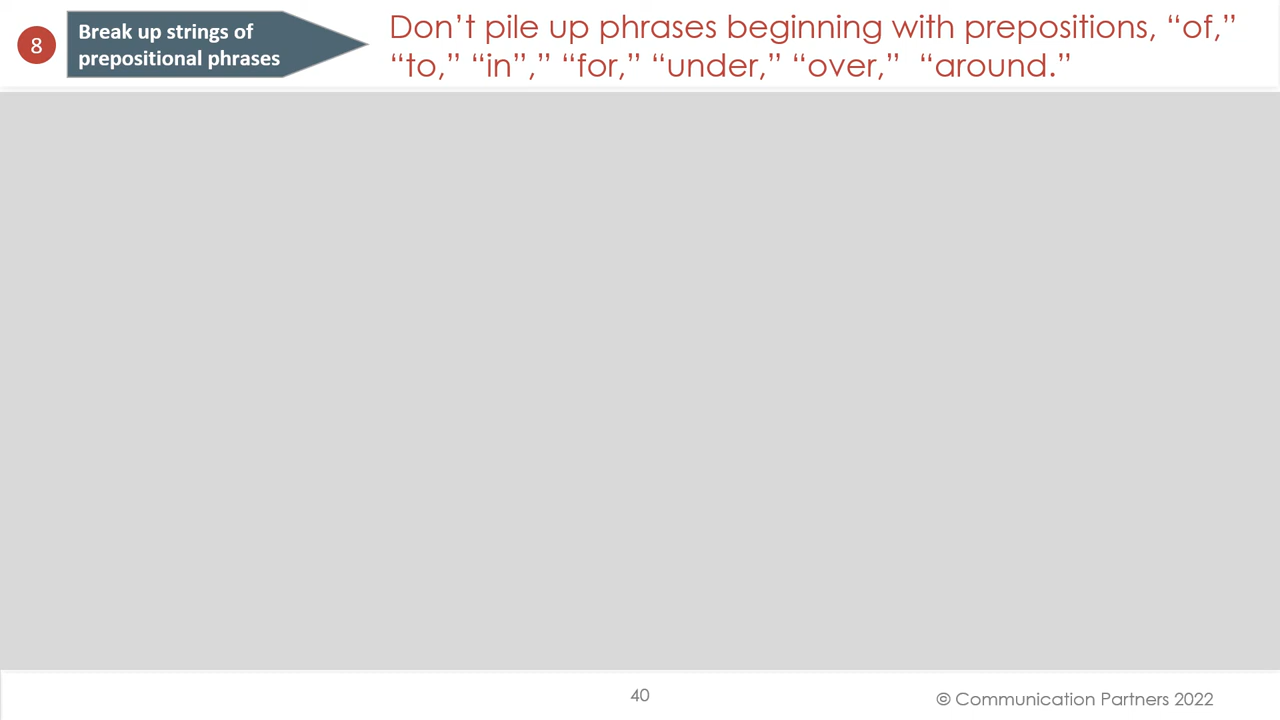 8
Break up strings of
prepositional phrases
Don’t pile up phrases beginning with prepositions, “of,”
“to,” “in”,” “for,” “under,” “over,”  “around.”
40
© Communication Partners 2022